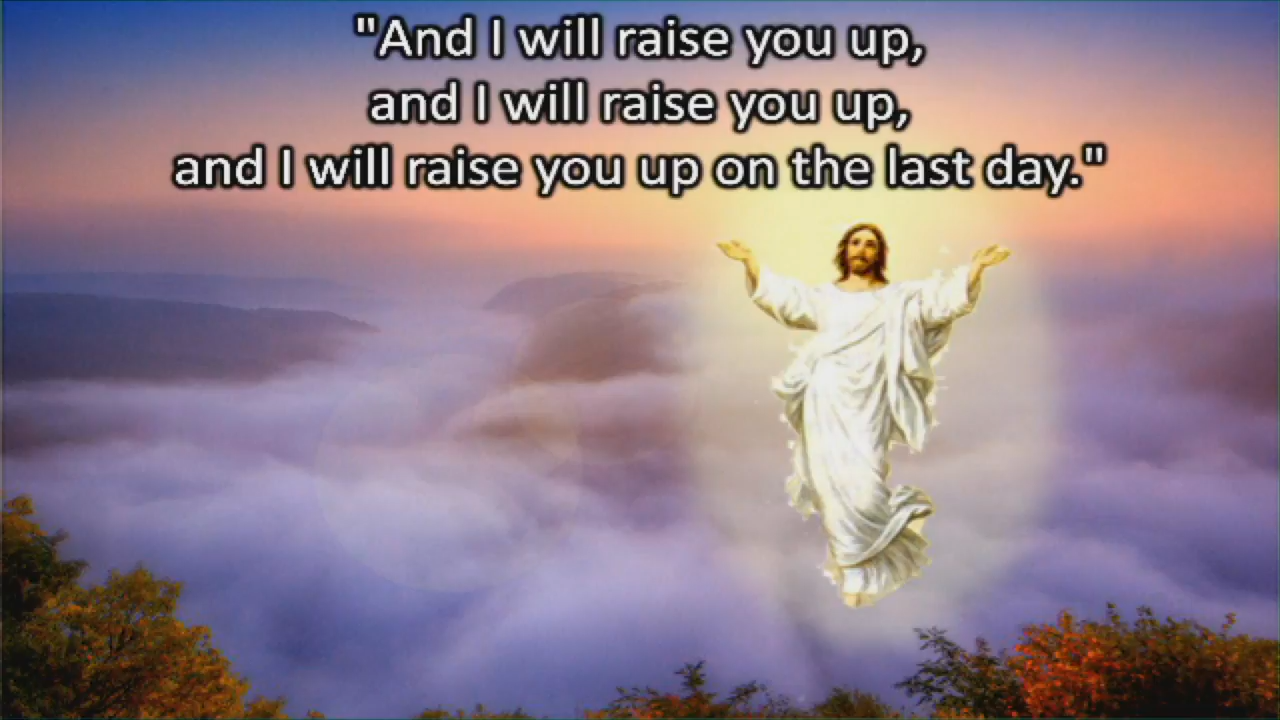 "And I will raise you up,
and I will raise you up,
and I will raise you up on the last day."